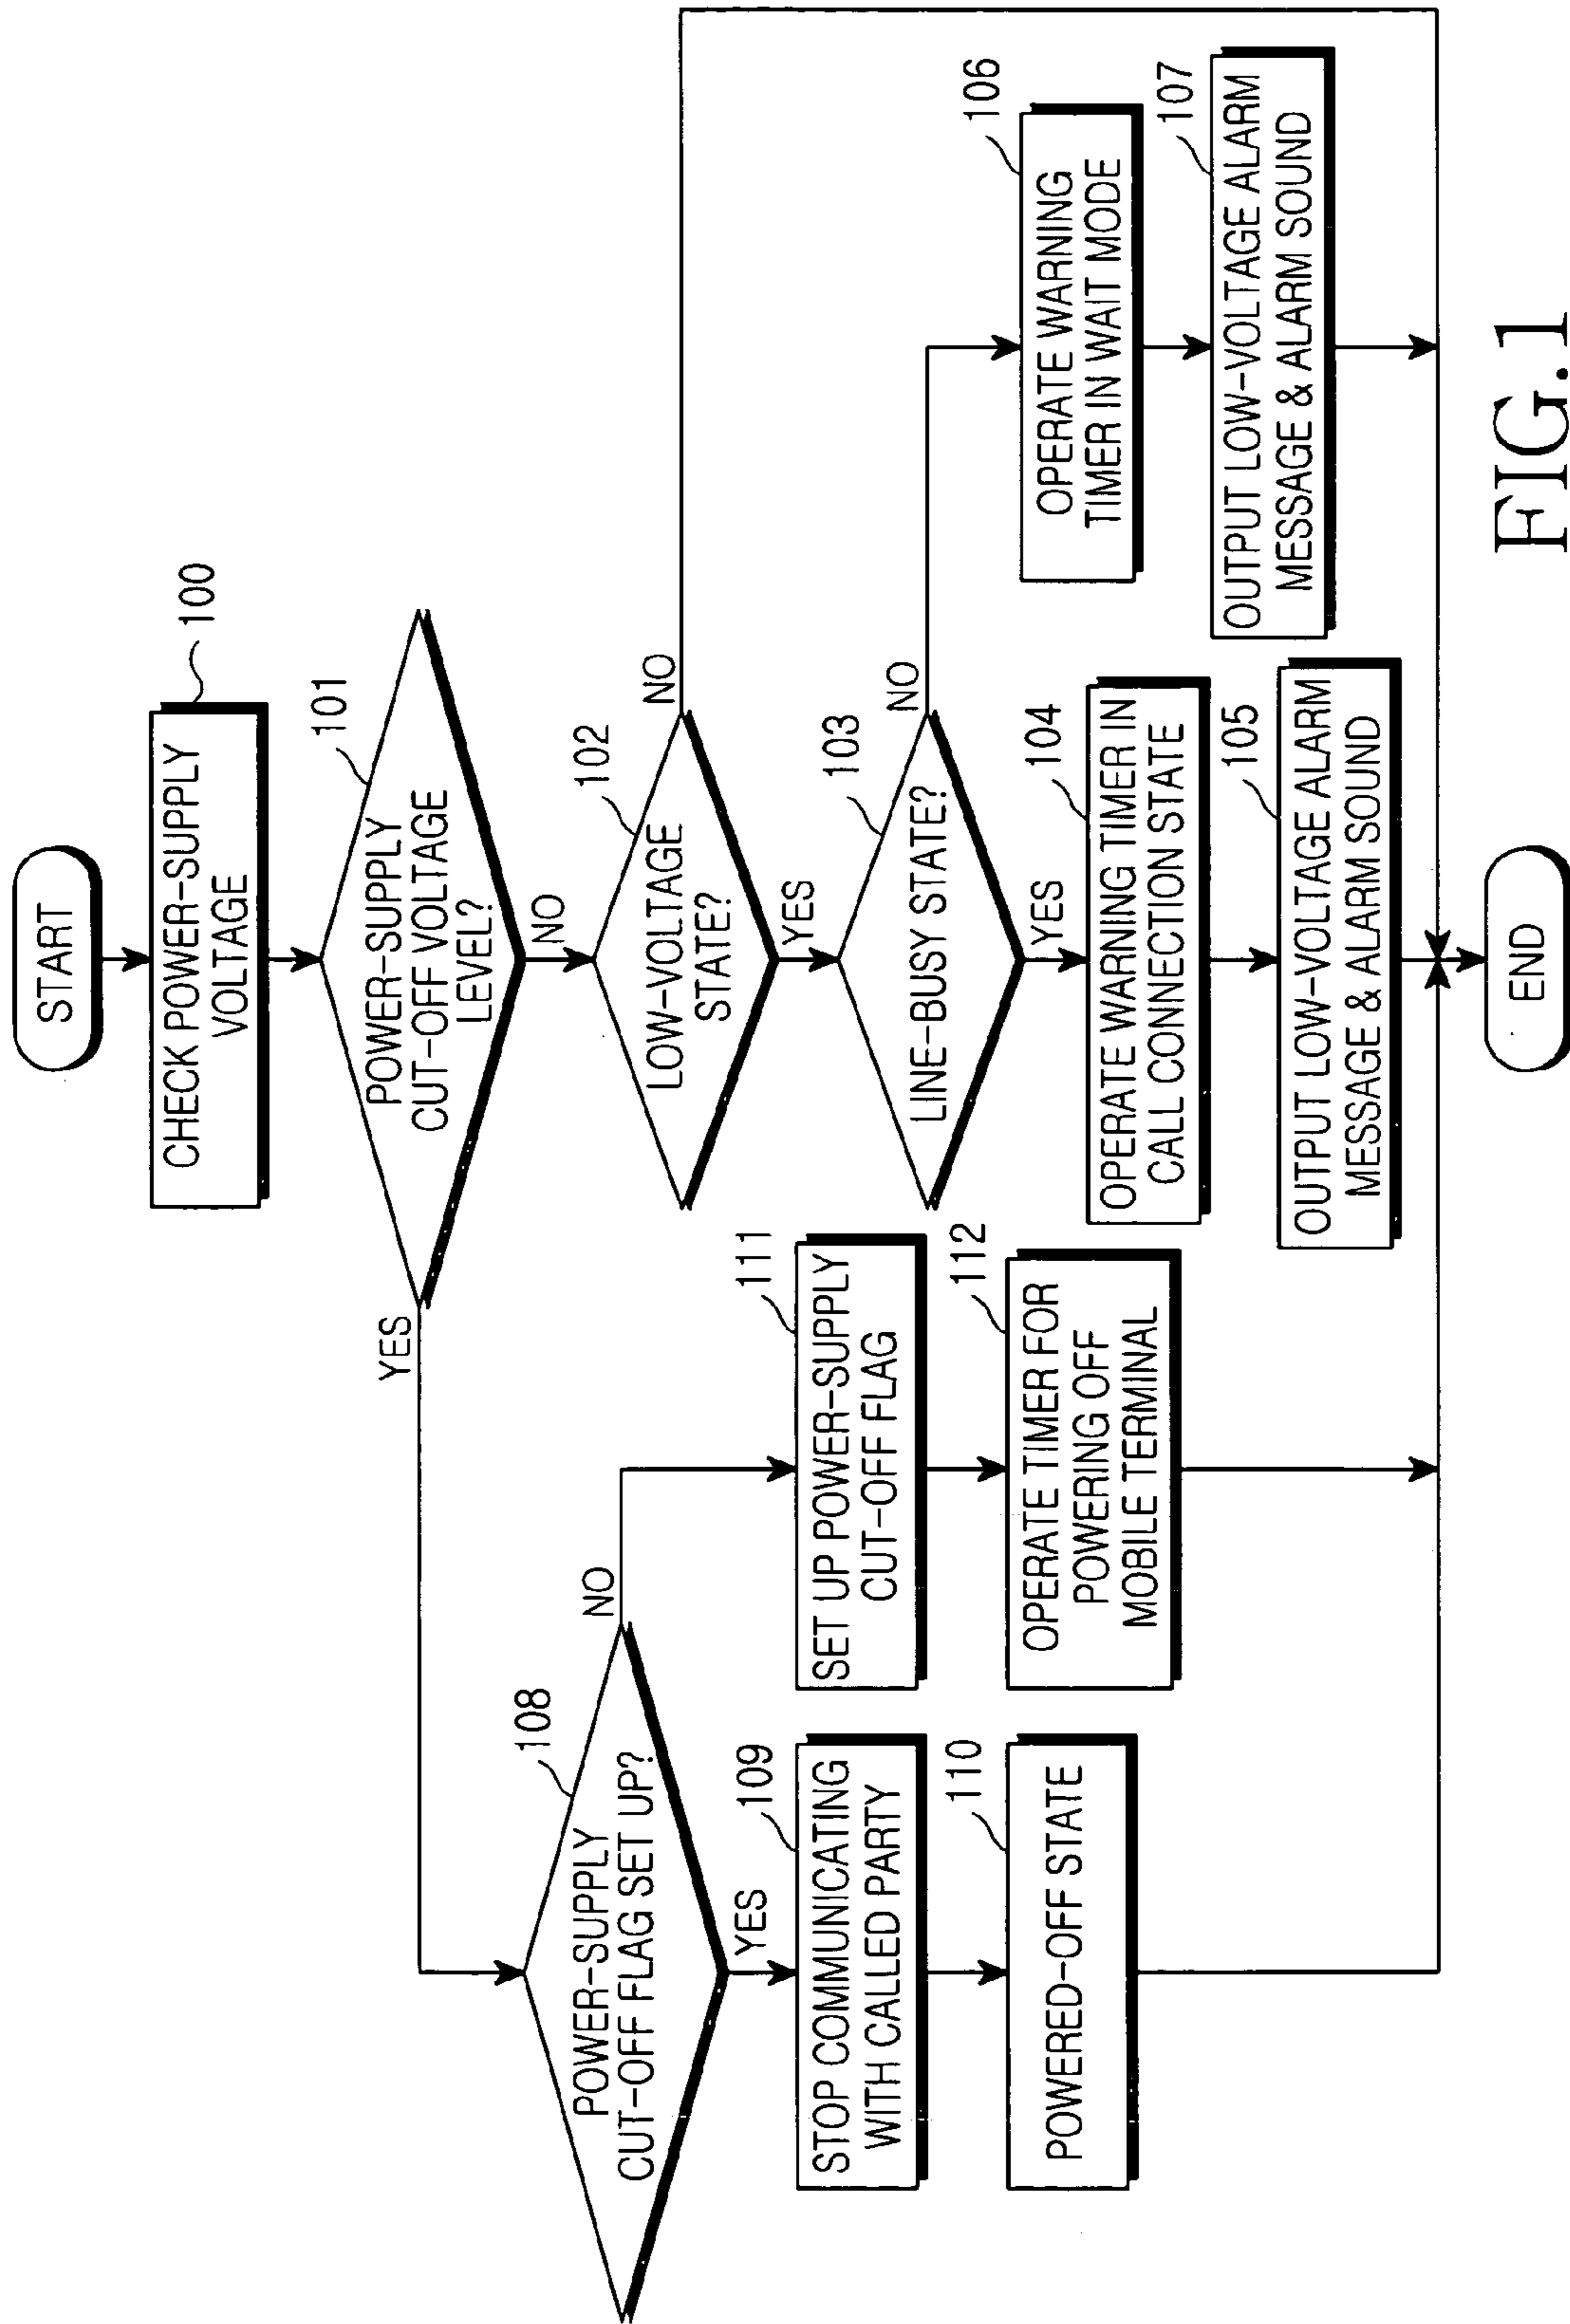 START
CHECK POWER-SUPPLY
VOLTAGE
100
POWER-SUPPLY
CUT-OFF VOLTAGE
LEVEL?
101
YES
NO
LOW-VOLTAGE
STATE?
102
NO
YES
LINE-BUSY STATE?
103
NO
YES
OPERATE WARNING TIMER IN
CALL CONNECTION STATE
104
OUTPUT LOW-VOLTAGE ALARM
MESSAGE & ALARM SOUND
105
OPERATE WARNING
TIMER IN WAIT MODE
106
OUTPUT LOW-VOLTAGE ALARM
MESSAGE & ALARM SOUND
107
POWER-SUPPLY
CUT-OFF FLAG SET UP?
108
NO
YES
STOP COMMUNICATING
WITH CALLED PARTY
109
POWERED-OFF STATE
110
SET UP POWER-SUPPLY
CUT-OFF FLAG
111
OPERATE TIMER FOR
POWERING OFF
MOBILE TERMINAL
112
END
FIG.1